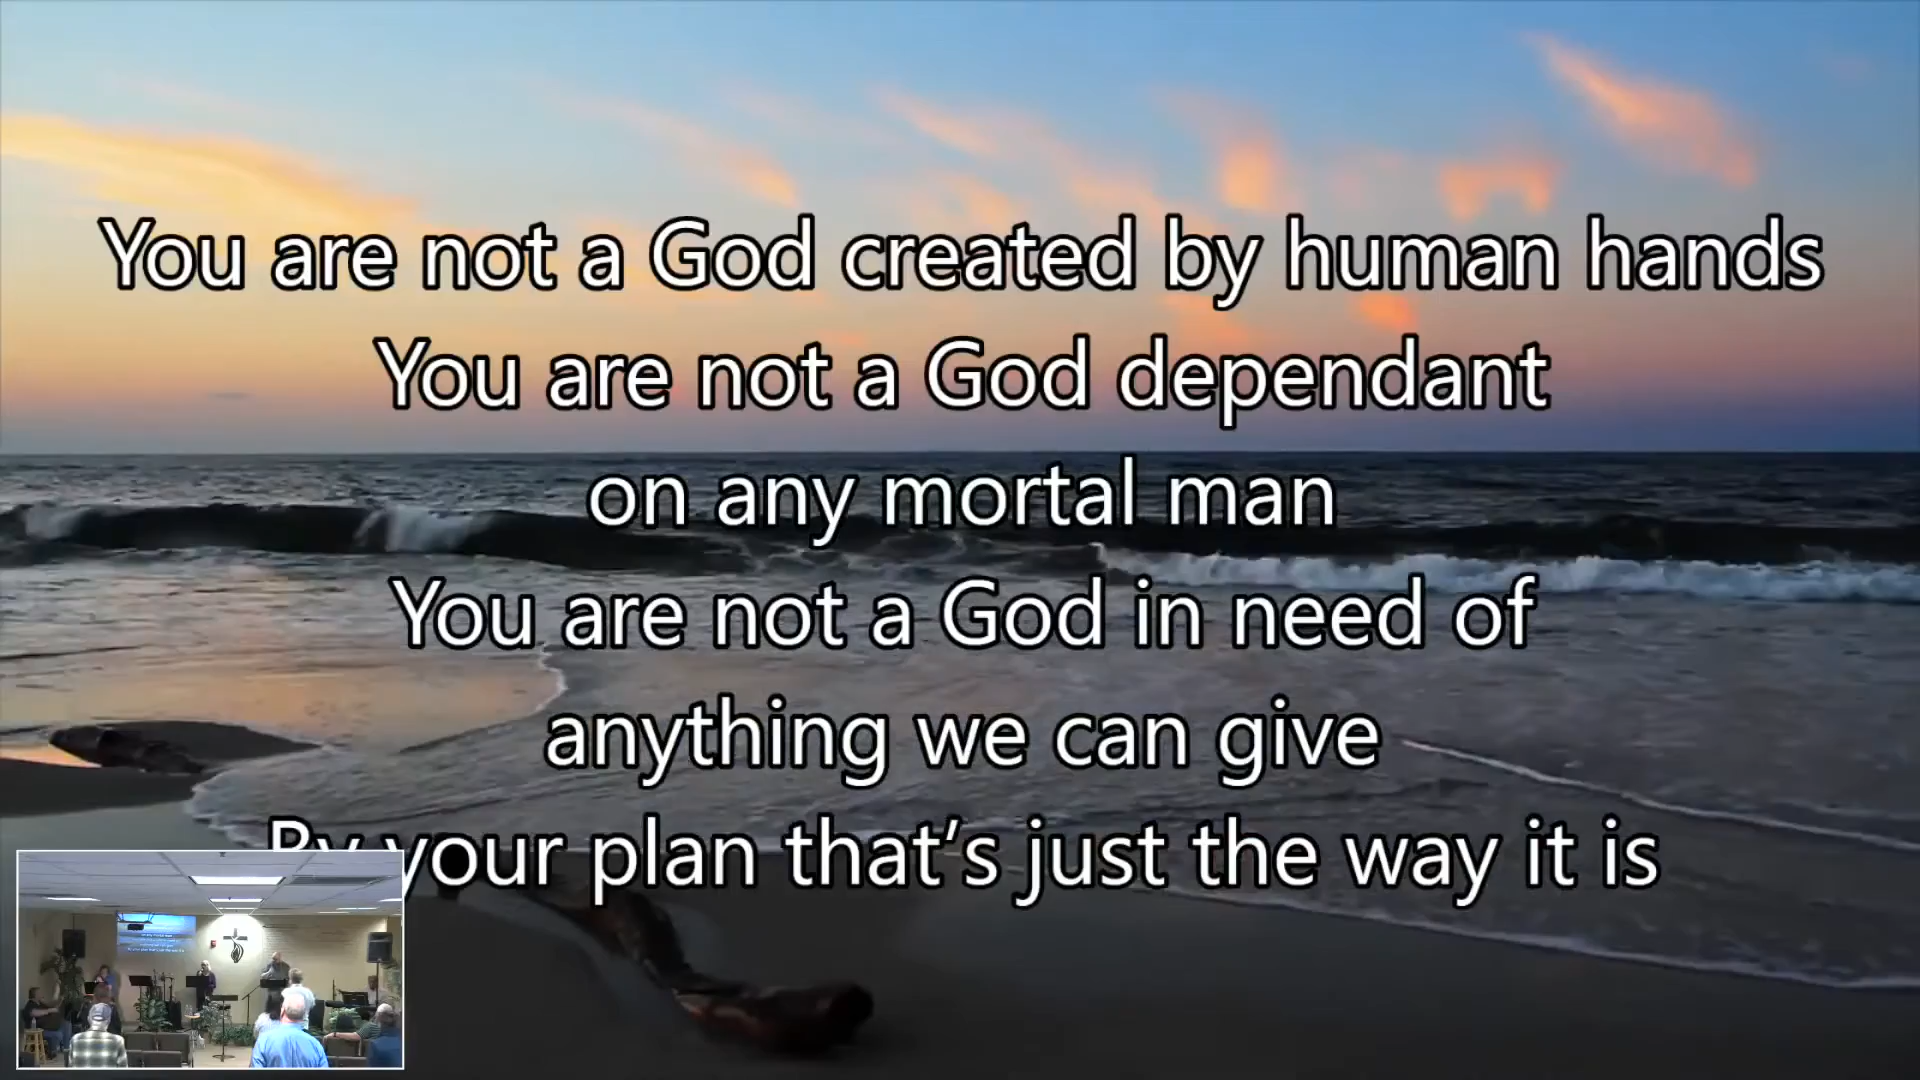 You are not a God created by human hands
You are not a God dependant
on any mortal man
You are not a God in need of
anything we can give
By your plan that's just the way it is